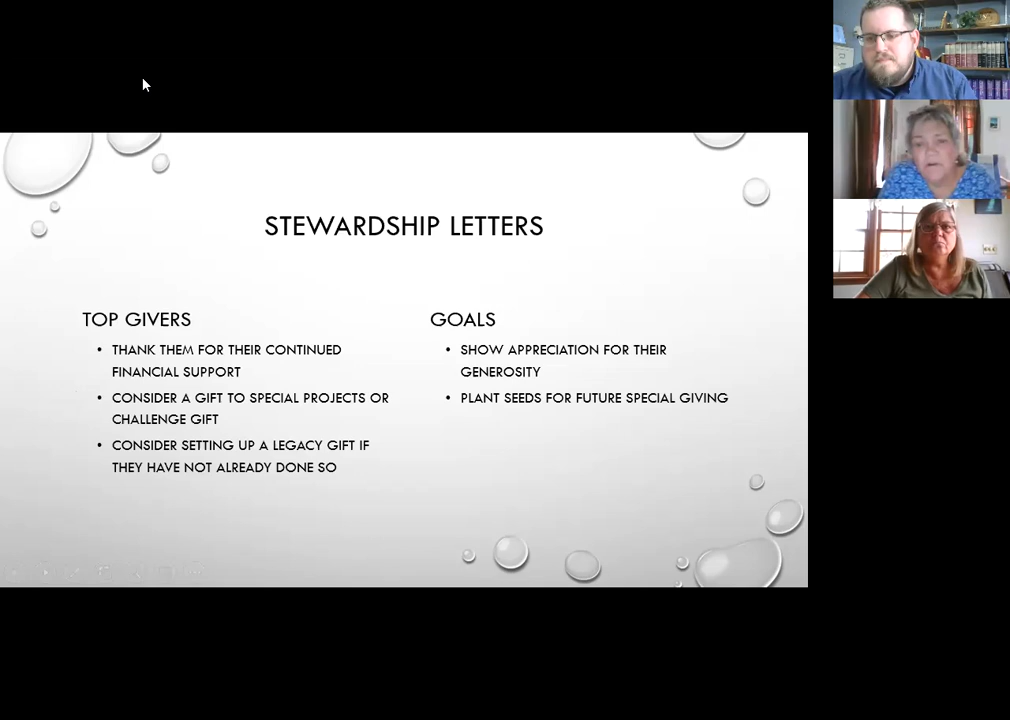 STEWARDSHIP LETTERS
TOP GIVERS
• THANK THEM FOR THEIR CONTINUED
FINANCIAL SUPPORT
• CONSIDER A GIFT TO SPECIAL PROJECTS OR
CHALLENGE GIFT
• CONSIDER SETTING UP A LEGACY GIFT IF
THEY HAVE NOT ALREADY DONE SO
GOALS
• SHOW APPRECIATION FOR THEIR
GENEROSITY
• PLANT SEEDS FOR FUTURE SPECIAL GIVING